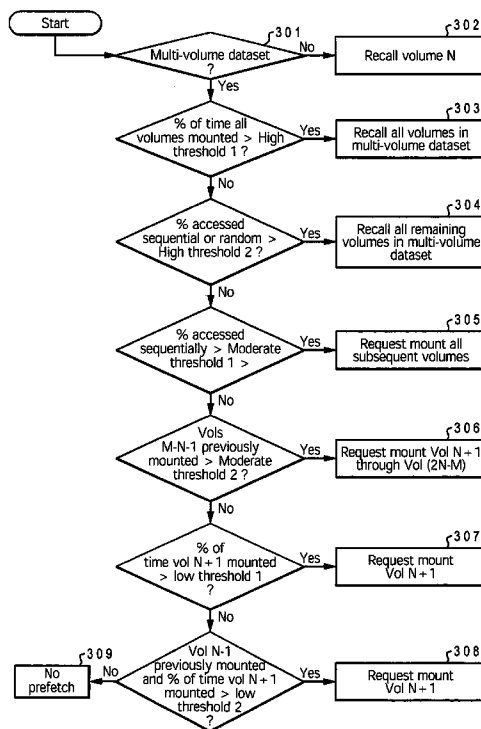 Start
301
Multi-volume dataset
?
No
302
Recall volume N
Yes
% of time all
volumes mounted > High
threshold 1 ?
Yes
303
Recall all volumes in
multi-volume dataset
No
% accessed
sequential or random >
High threshold 2 ?
Yes
304
Recall all remaining
volumes in multi-volume
dataset
No
% accessed
sequentially > Moderate
threshold 1 >
Yes
305
Request mount all
subsequent volumes
No
Vols
M-N-1 previously
mounted > Moderate
threshold 2 ?
Yes
306
Request mount Vol N + 1
through Vol (2N-M)
No
% of
time vol N + 1 mounted
> low threshold 1
?
Yes
307
Request mount
Vol N + 1
No
309
No
prefetch
No
Vol N-1
previously mounted
and % of time vol N + 1
mounted > low
threshold 2
?
Yes
308
Request mount
Vol N + 1